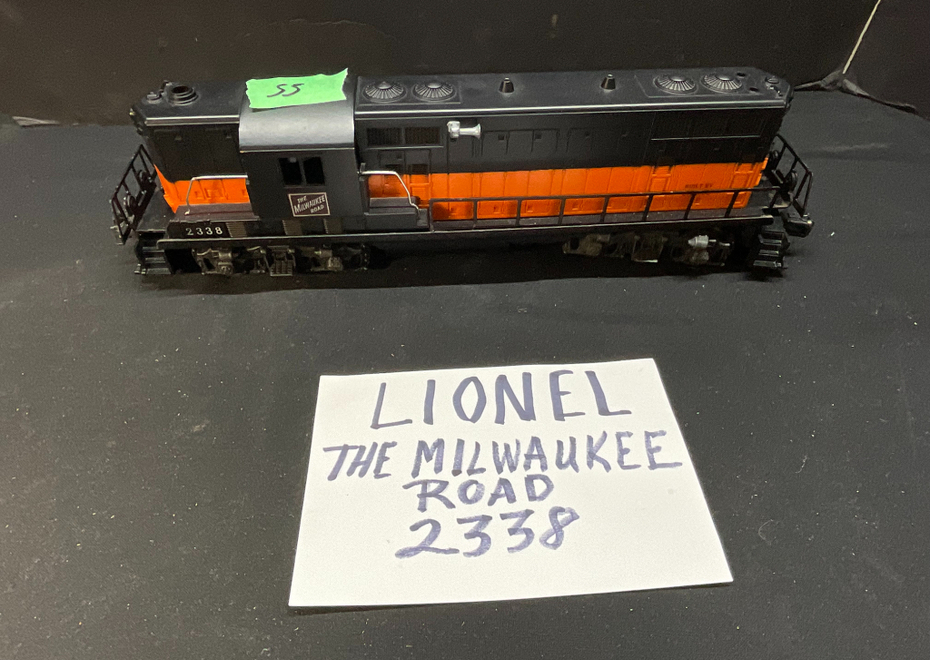 55
THE
MILWAUKEE
ROAD
2338
LIONEL
THE MILWAUKEE
ROAD
2338